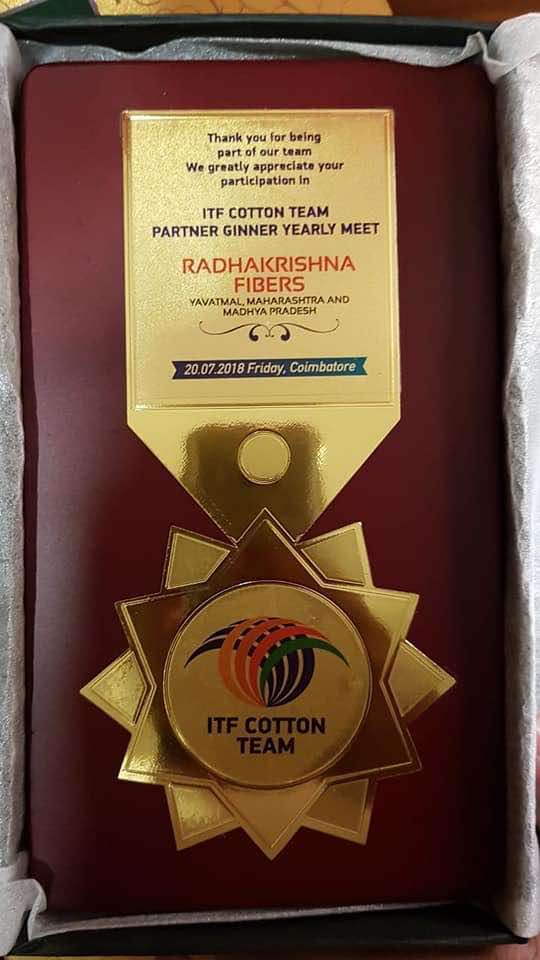 Thank you for being
part of our team
We greatly appreciate your
participation in
ITF COTTON TEAM
PARTNER GINNER YEARLY MEET
RADHAKRISHNA
FIBERS
YAVATMAL, MAHARASHTRA AND
MADHYA PRADESH
20.07.2018 Friday, Coimbatore
ITF COTTON
TEAM